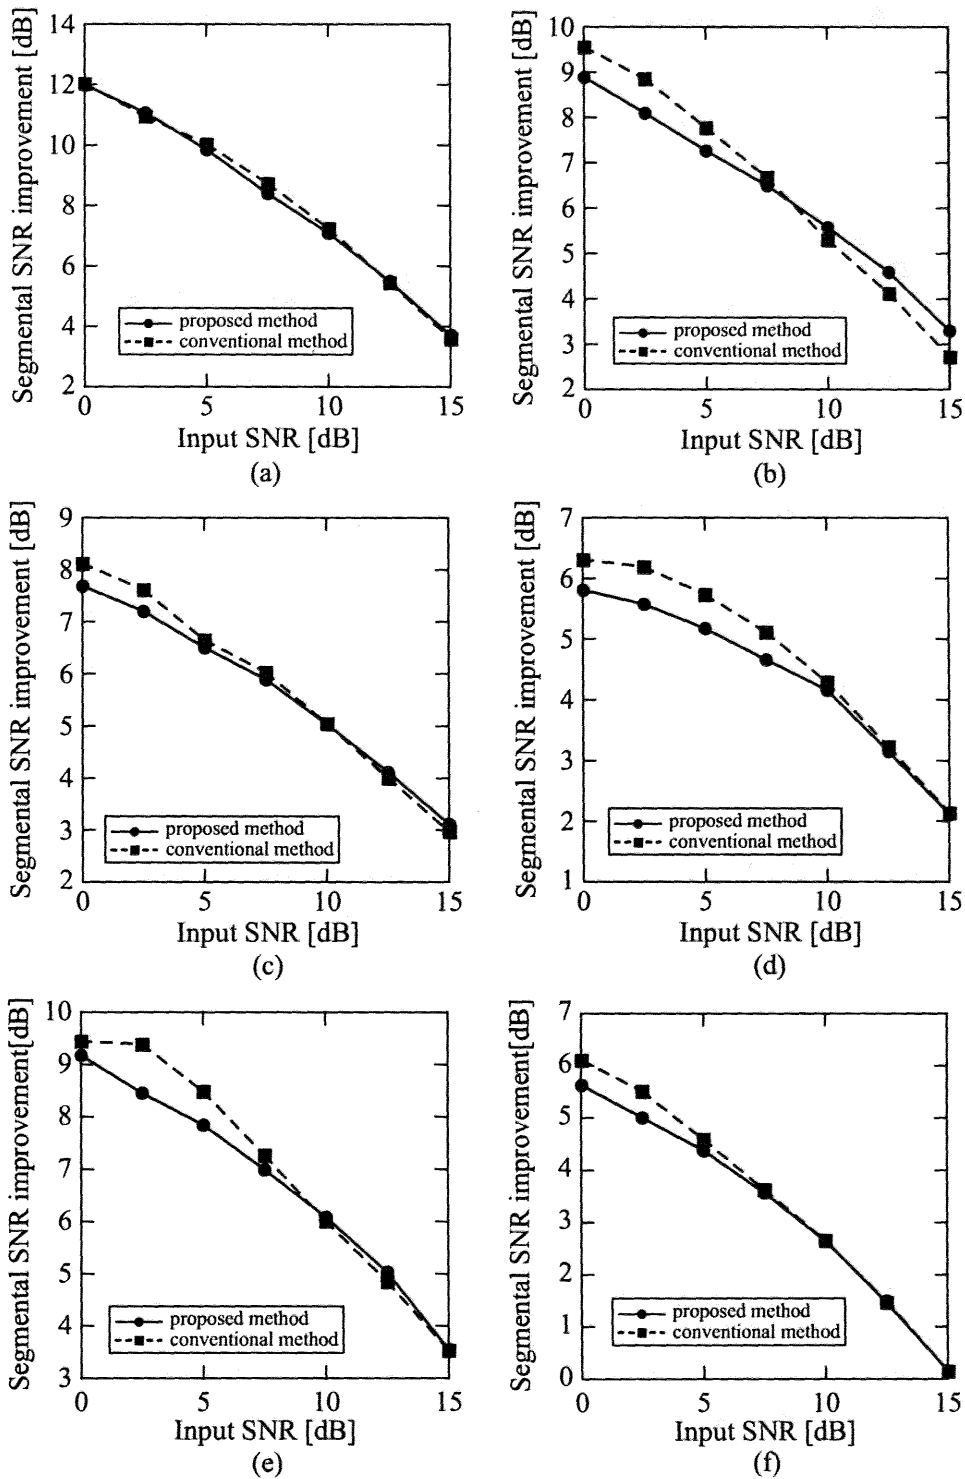 Segmental SNR improvement [dB]
14
12
10
8
6
4
2
proposed method
conventional method
0
5
10
15
Input SNR [dB]
(a)
Segmental SNR improvement [dB]
10
9
8
7
6
5
4
3
2
proposed method
conventional method
0
5
10
15
Input SNR [dB]
(b)
Segmental SNR improvement [dB]
9
8
7
6
5
4
3
2
proposed method
conventional method
0
5
10
15
Input SNR [dB]
(c)
Segmental SNR improvement [dB]
7
6
5
4
3
2
1
proposed method
conventional method
0
5
10
15
Input SNR [dB]
(d)
Segmental SNR improvement[dB]
10
9
8
7
6
5
4
3
proposed method
conventional method
0
5
10
15
Input SNR [dB]
(e)
Segmental SNR improvement[dB]
7
6
5
4
3
2
1
0
proposed method
conventional method
0
5
10
15
Input SNR [dB]
(f)